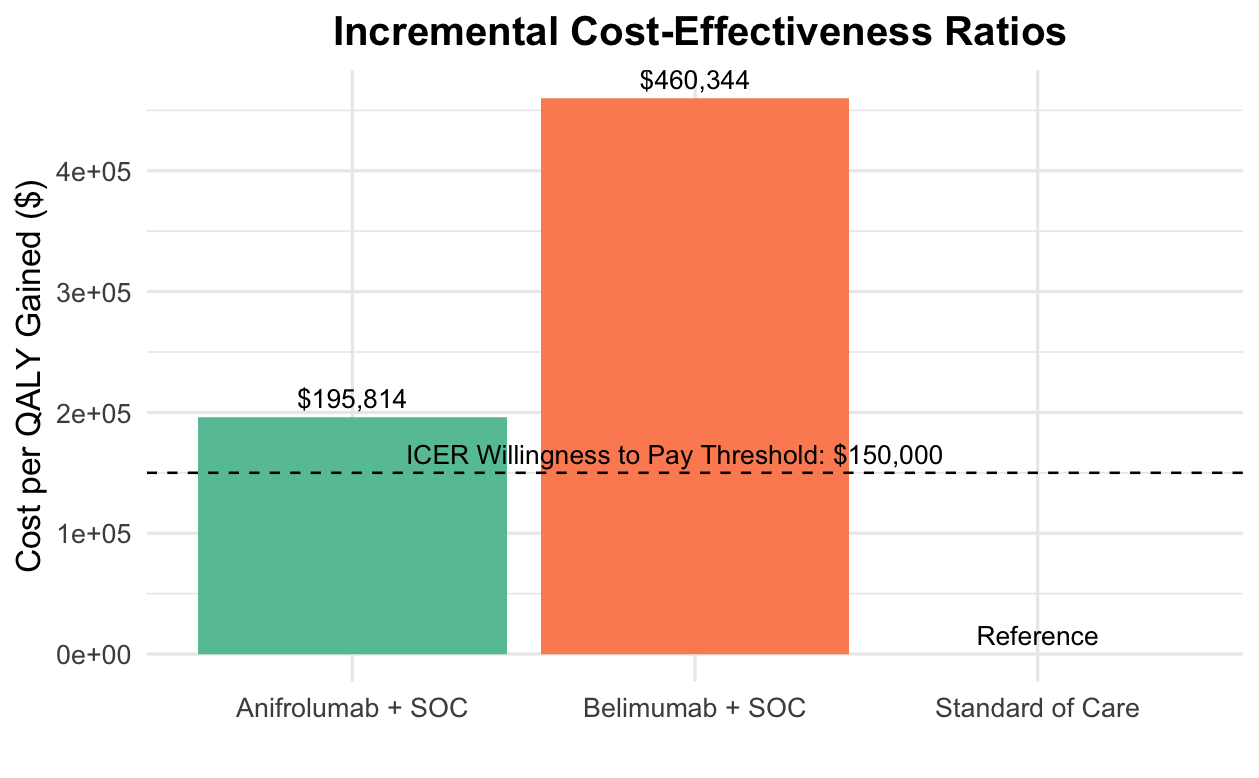 Incremental Cost-Effectiveness Ratios
$460,344
4e+05
3e+05
$195,814
2e+05
ICER Willingness to Pay Threshold: $150,000
1e+05
Reference
0e+00
Cost per QALY Gained ($)
Anifrolumab + SOC
Belimumab + SOC
Standard of Care